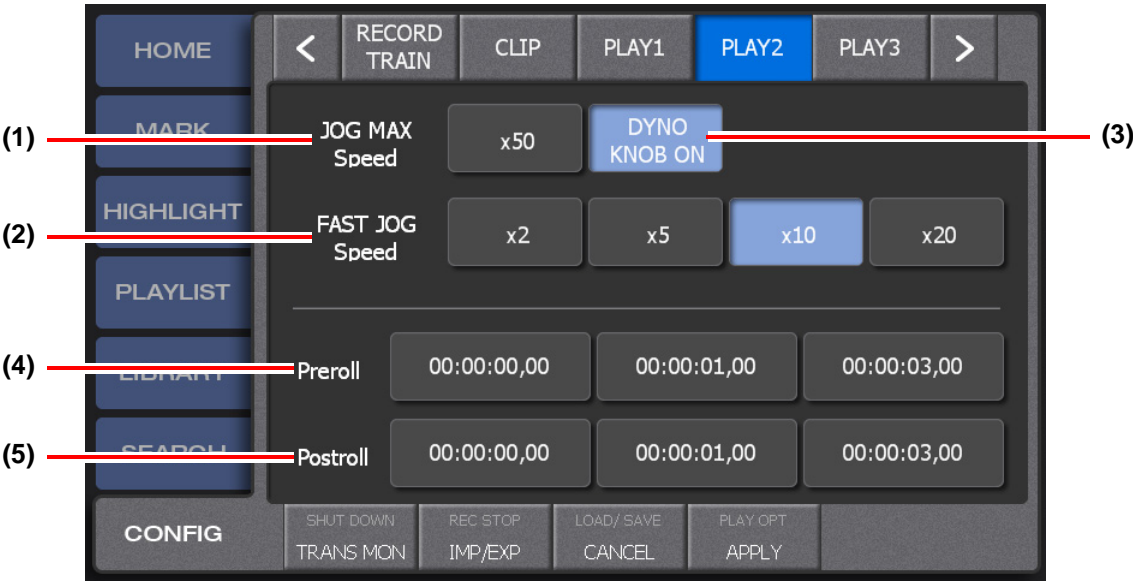 HOME
<
RECORD
TRAIN
CLIP
PLAY1
PLAY2
PLAY3
>
(1)
MARK
JOG MAX
Speed
x50
DYNO
KNOB ON
(3)
(2)
HIGHLIGHT
FAST JOG
Speed
x2
x5
x10
x20
PLAYLIST
(4)
LIBRARY
Preroll
00:00:00,00
00:00:01,00
00:00:03,00
(5)
SEARCH
Postroll
00:00:00,00
00:00:01,00
00:00:03,00
CONFIG
SHUT DOWN
TRANS MON
REC STOP
IMP/EXP
LOAD/ SAVE
CANCEL
PLAY OPT
APPLY